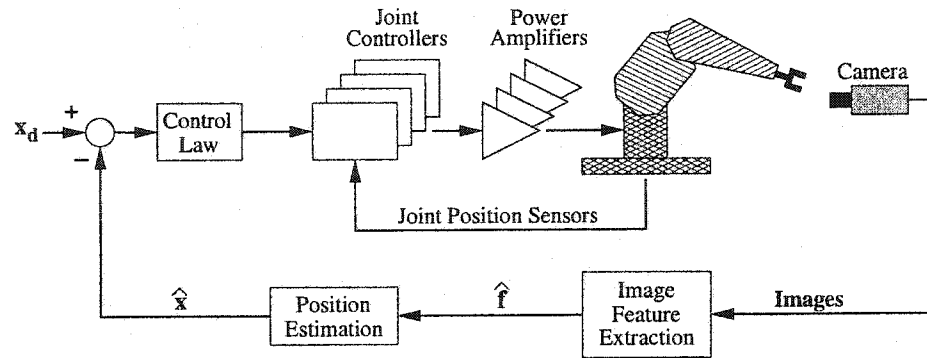 Joint
Controllers
Power
Amplifiers
Camera
x_d
+
−
Control
Law
Joint Position Sensors
x̂
Position
Estimation
f̂
Image
Feature
Extraction
Images